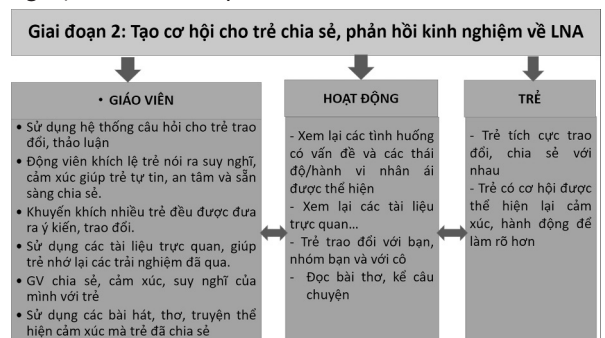 Giai đoạn 2: Tạo cơ hội cho trẻ chia sẻ, phản hồi kinh nghiệm về LNA
• GIÁO VIÊN
• Sử dụng hệ thống câu hỏi cho trẻ trao
đổi, thảo luận
• Động viên khích lệ trẻ nói ra suy nghĩ,
cảm xúc giúp trẻ tự tin, an tâm và sẵn
sàng chia sẻ.
• Khuyến khích nhiều trẻ đều được đưa
ra ý kiến, trao đổi.
• Sử dụng các tài liệu trực quan, giúp
trẻ nhớ lại các trải nghiệm đã qua.
• GV chia sẻ, cảm xúc, suy nghĩ của
mình với trẻ
• Sử dụng các bài hát, thơ, truyện thể
hiện cảm xúc mà trẻ đã chia sẻ
HOẠT ĐỘNG
- Xem lại các tình huống
có vấn đề và các thái
độ/hành vi nhân ái
được thể hiện
- Xem lại các tài liệu
trực quan...
- Trẻ trao đổi với bạn,
nhóm bạn và với cô
- Đọc bài thơ, kể câu
chuyện
TRẺ
- Trẻ tích cực trao
đổi, chia sẻ với
nhau
- Trẻ có cơ hội được
thể hiện lại cảm
xúc, hành động để
làm rõ hơn